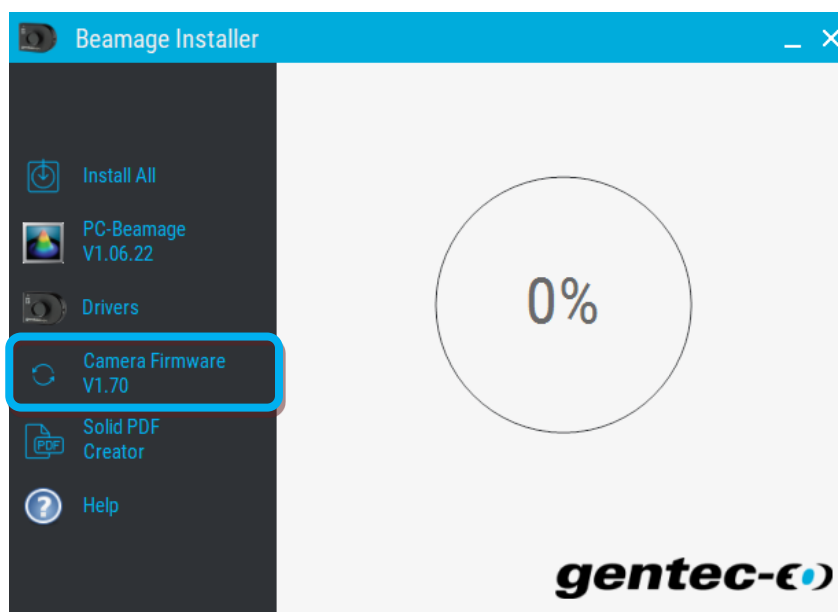 Beamage Installer
Install All
PC-Beamage
V1.06.22
Drivers
Camera Firmware
V1.70
Solid PDF
Creator
PDF
Help
0%
gentec-eo